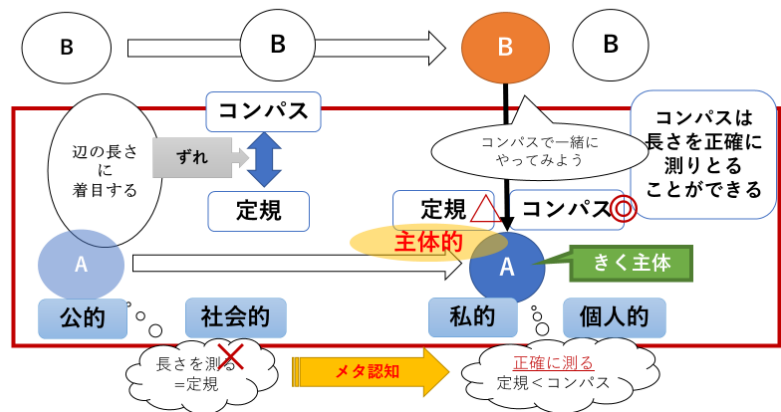 B
B
B
B
辺の長さ
に
着目する
ずれ
コンパス
定規
コンパスで一緒に
やってみよう
コンパスは
長さを正確に
測りとる
ことができる
定規
コンパス
主体的
A
A
きく主体
公的
社会的
私的
個人的
長さを測る
=定規
メタ認知
正確に測る
定規<コンパス